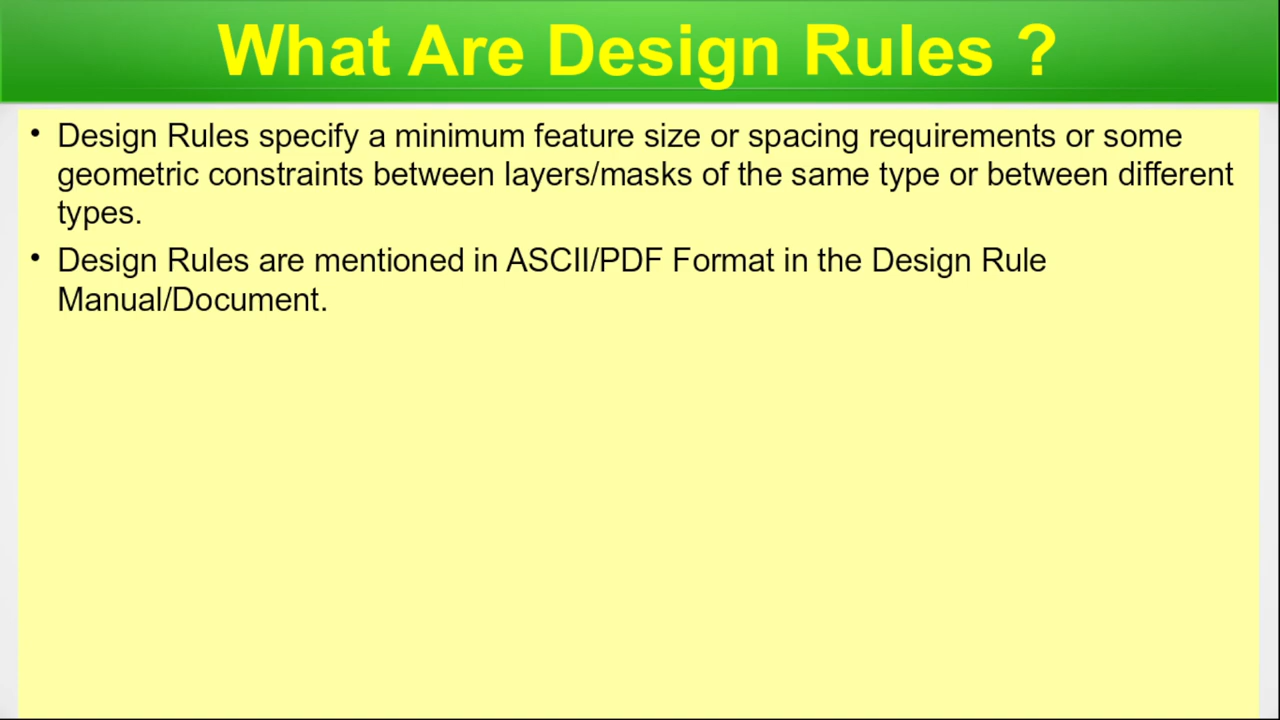 What Are Design Rules ?
• Design Rules specify a minimum feature size or spacing requirements or some
geometric constraints between layers/masks of the same type or between different
types.
• Design Rules are mentioned in ASCII/PDF Format in the Design Rule
Manual/Document.